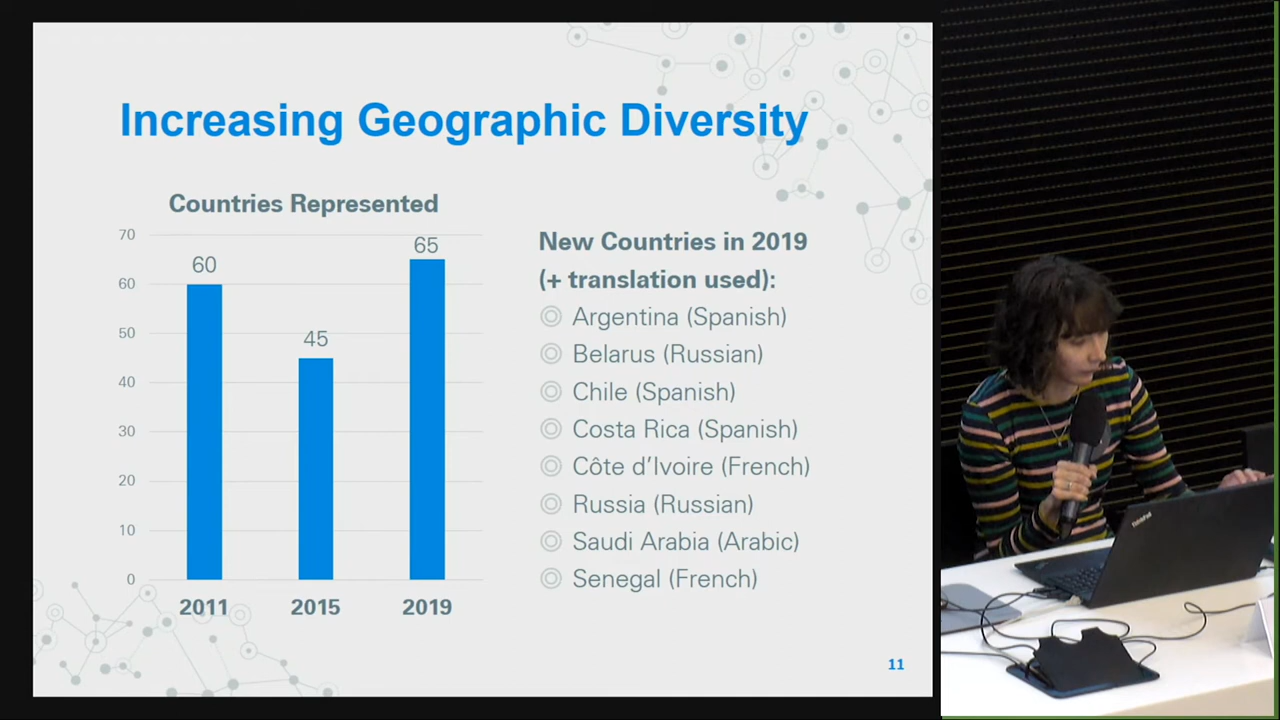 Increasing Geographic Diversity
Countries Represented
70
60
50
40
30
20
10
0
60
45
65
2011 2015 2019
New Countries in 2019
(+ translation used):
Argentina (Spanish)
Belarus (Russian)
Chile (Spanish)
Costa Rica (Spanish)
Côte d’Ivoire (French)
Russia (Russian)
Saudi Arabia (Arabic)
Senegal (French)
11
ThinkPad